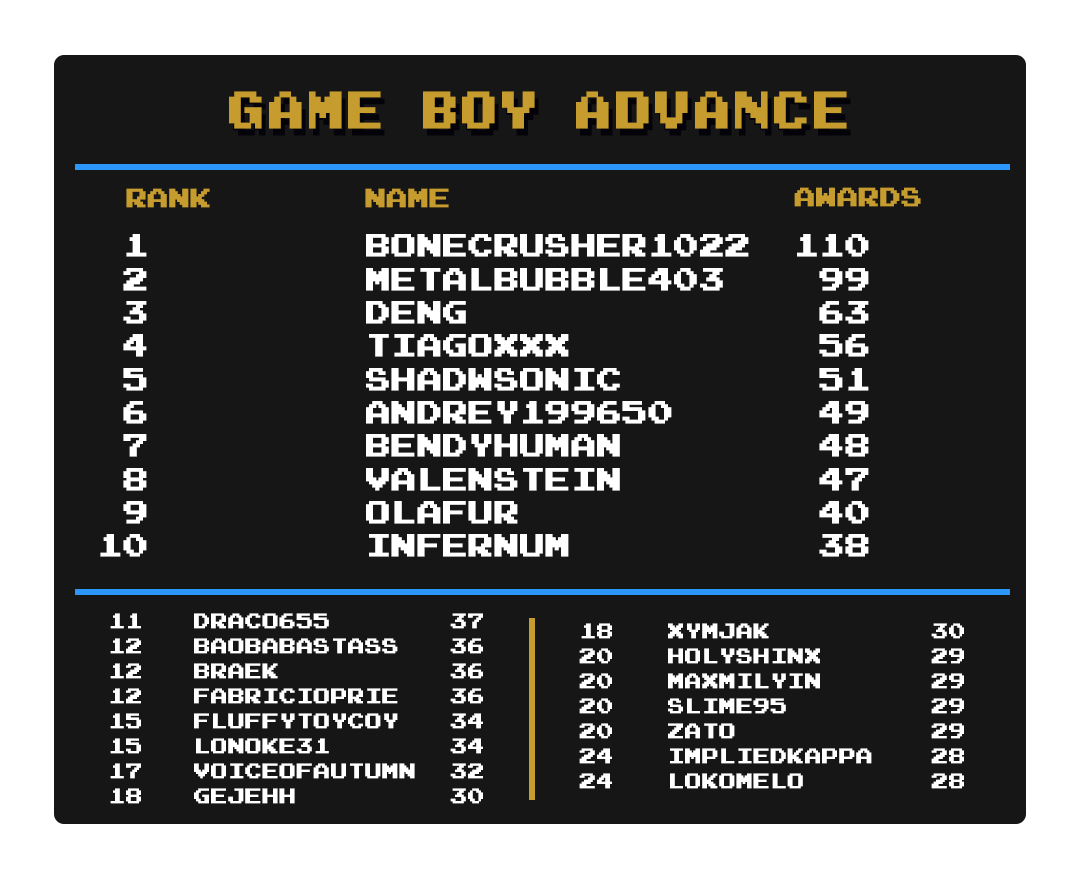 GAME BOY ADVANCE
RANK NAME AWARDS
1 BONECRUSHER1022 110
2 METALBUBBLE403 99
3 DENG 63
4 TIAGOXXX 56
5 SHADWSONIC 51
6 ANDREY199650 49
7 BENDYHUMAN 48
8 VALENSTEIN 47
9 OLAFUR 40
10 INFERNUM 38
11 DRACO655 37
12 BAOBABASTASS 36
12 BRAEK 36
12 FABRICIOPRIE 36
15 FLUFFYTOYCOY 34
15 LONOKE31 34
17 VOICEOFAUTUMN 32
18 GEJEHH 30
18 XYMJAK 30
20 HOLYSHINX 29
20 MAXMILYIN 29
20 SLIME95 29
20 ZATO 29
24 IMPLIEDKAPPA 28
24 LOKOMELO 28